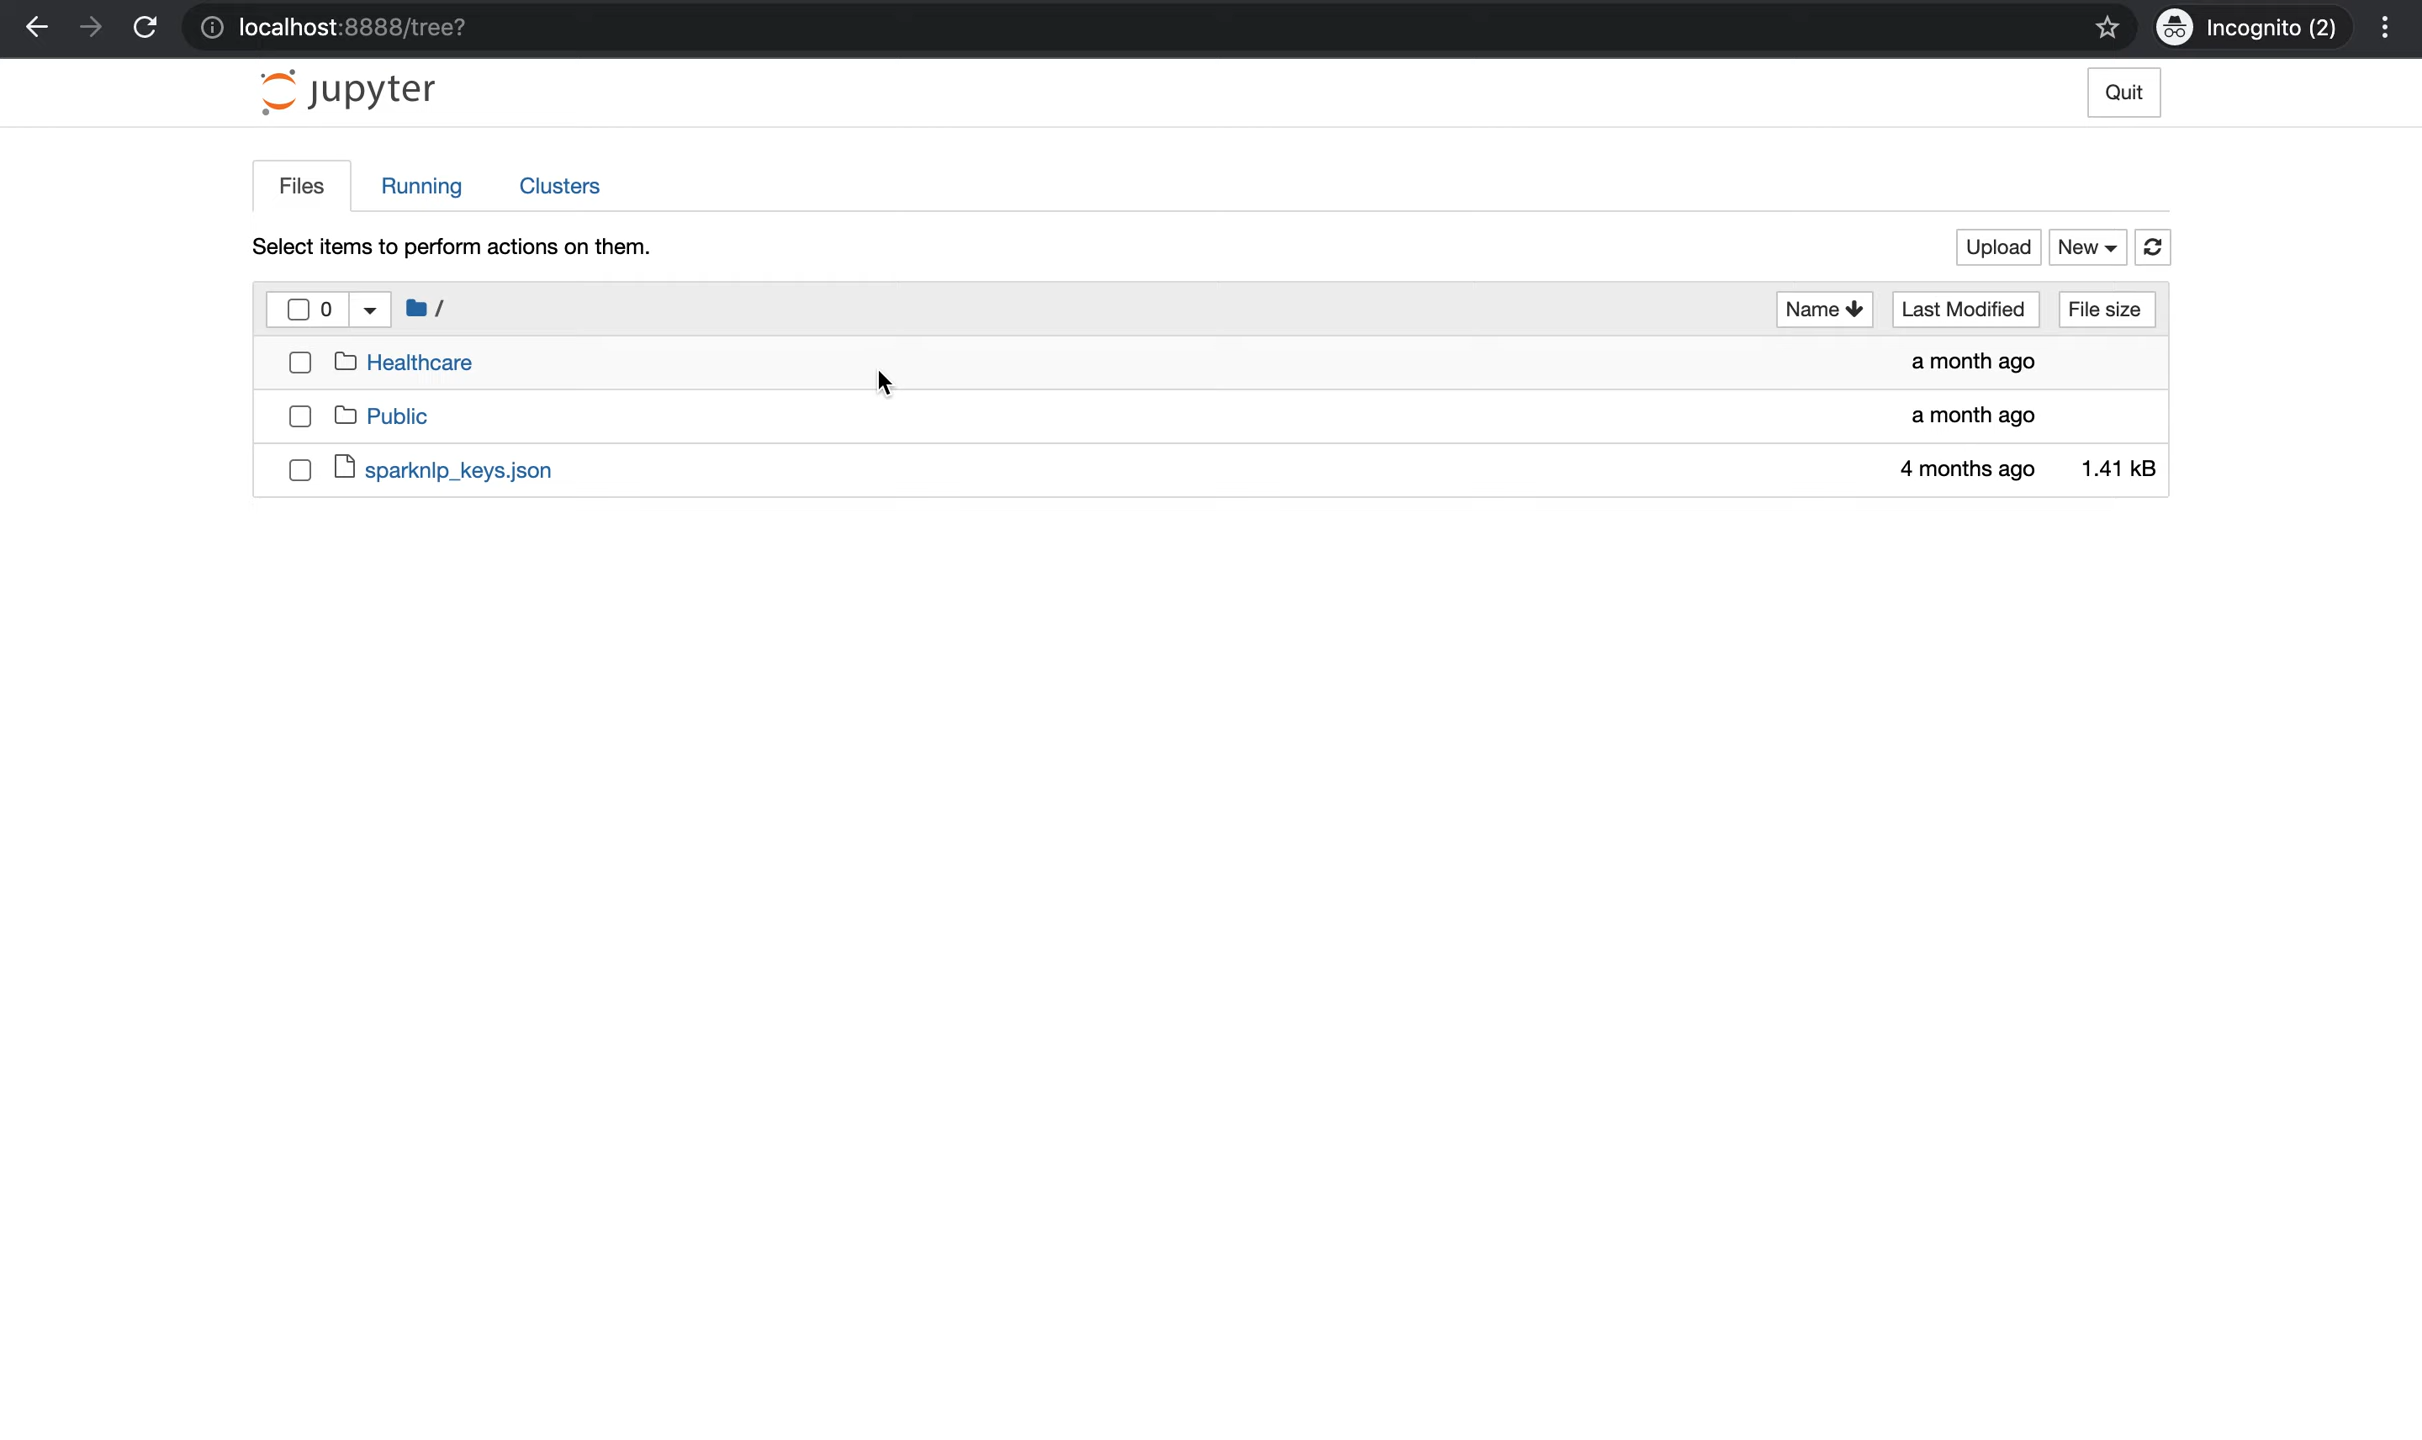 localhost:8888/tree?
Incognito (2)
jupyter
Quit
Files Running Clusters
Select items to perform actions on them.
Upload New
0 / Name Last Modified File size
Healthcare a month ago
Public a month ago
sparknlp_keys.json 4 months ago 1.41 kB